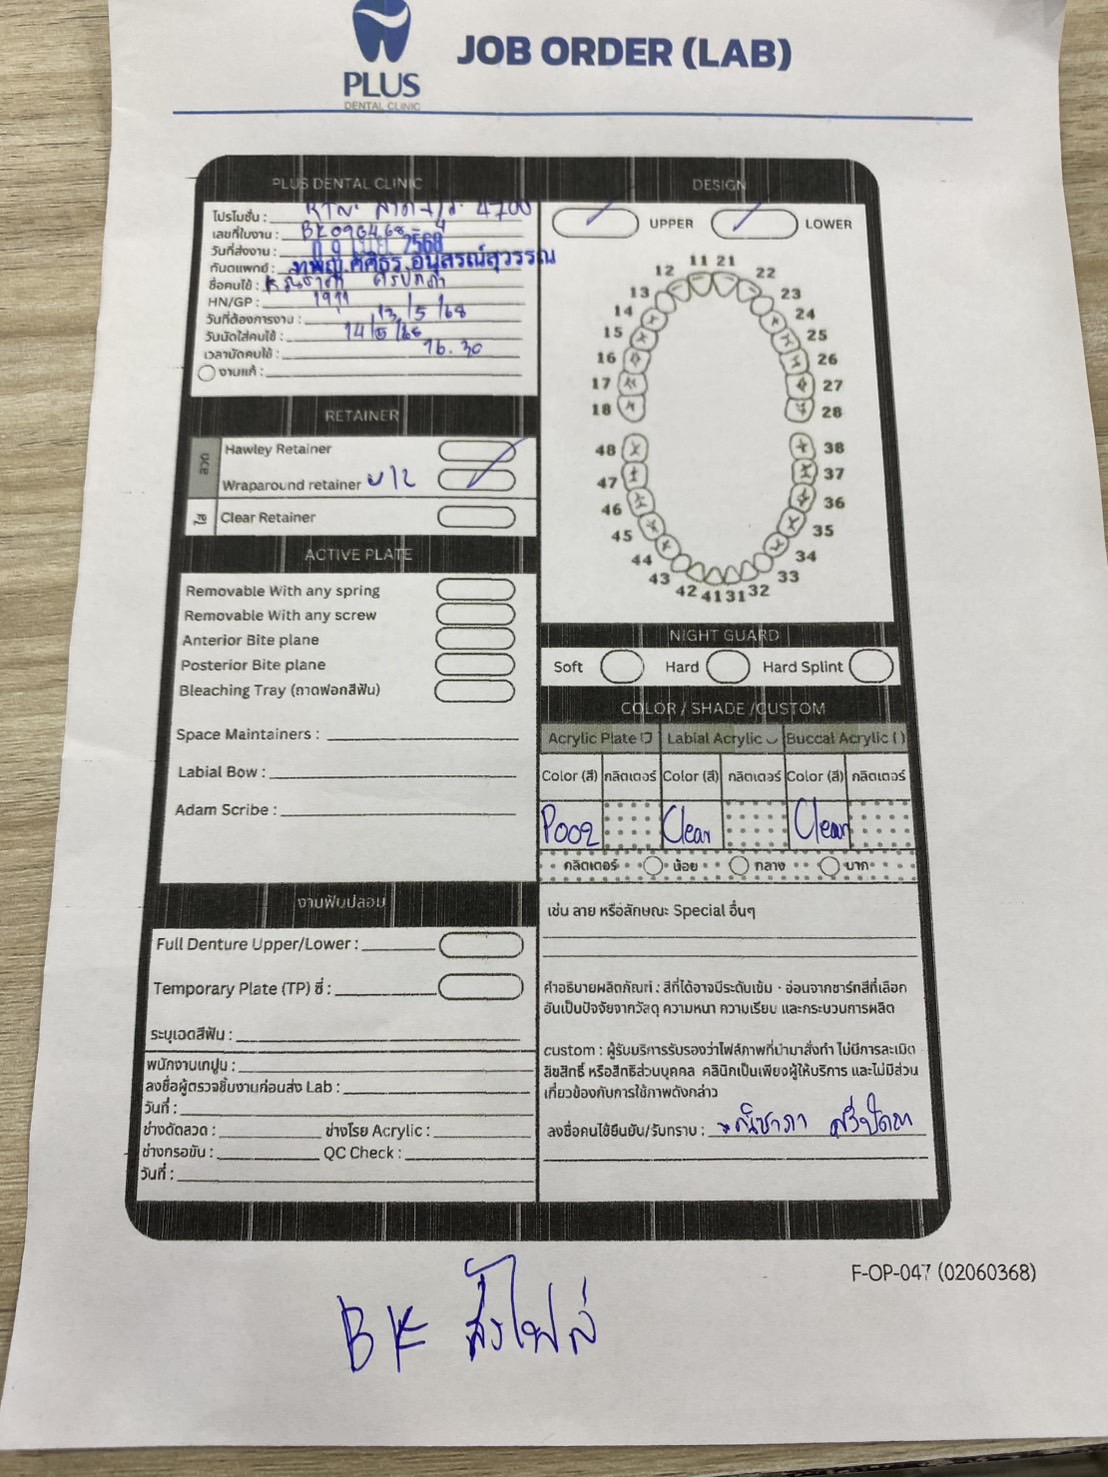 PLUS
DENTAL CLINIC
JOB ORDER (LAB)
PLUS DENTAL CLINIC
โปรโมชั่น : 4700
เลขที่ใบงาน : BK090468-4
วันที่ส่งงาน : 2568
ทันตแพทย์ : ทพญ.ศศิธร อนุสรณ์สุวรรณ
ชื่อคนไข้ :
HN/GP : 1911
วันที่ต้องการงาน : 13/5/68
วันนัดใส่คนไข้ : 14/5/68
เวลานัดคนไข้ : 16.30
งานแก้ :
DESIGN
UPPER LOWER
11 21
12 22
13 23
14 24
15 25
16 26
17 27
18 28
48 38
47 37
46 36
45 35
44 34
43 33
42 41 31 32
RETAINER
Hawley Retainer
Wraparound retainer U/L
Clear Retainer
ACTIVE PLATE
Removable With any spring
Removable With any screw
Anterior Bite plane
Posterior Bite plane
Bleaching Tray (ถาดฟอกสีฟัน)
Space Maintainers :
Labial Bow :
Adam Scribe :
NIGHT GUARD
Soft Hard Hard Splint
COLOR / SHADE /CUSTOM
Acrylic Plate Labial Acrylic Buccal Acrylic ( )
Color (สี) กลิตเตอร์ Color (สี) กลิตเตอร์ Color (สี) กลิตเตอร์
P002 Clear Clear
กลิตเตอร์ น้อย กลาง มาก
เช่น ลาย หรือลักษณะ Special อื่นๆ
คำอธิบายผลิตภัณฑ์ : สีที่ได้อาจมีระดับเข้ม - อ่อนจากชาร์ทสีที่เลือก
อันเป็นปัจจัยจากวัสดุ ความหนา ความเรียบ และกระบวนการผลิต
custom : ผู้รับบริการรับรองว่าไฟล์ภาพที่นำมาสั่งทำ ไม่มีการละเมิด
ลิขสิทธิ์ หรือสิทธิส่วนบุคคล คลินิกเป็นเพียงผู้ให้บริการ และไม่มีส่วน
เกี่ยวข้องกับการใช้ภาพดังกล่าว
ลงชื่อคนไข้ยืนยัน/รับทราบ :
งานฟันปลอม
Full Denture Upper/Lower :
Temporary Plate (TP) ซี่ :
ระบุเฉดสีฟัน :
พนักงานเทปูน :
ลงชื่อผู้ตรวจชิ้นงานก่อนส่ง Lab :
วันที่ :
ช่างดัดลวด : ช่างโรย Acrylic :
ช่างกรอขัน : QC Check :
วันที่ :
F-OP-047 (02060368)
BK ส่งไฟล์